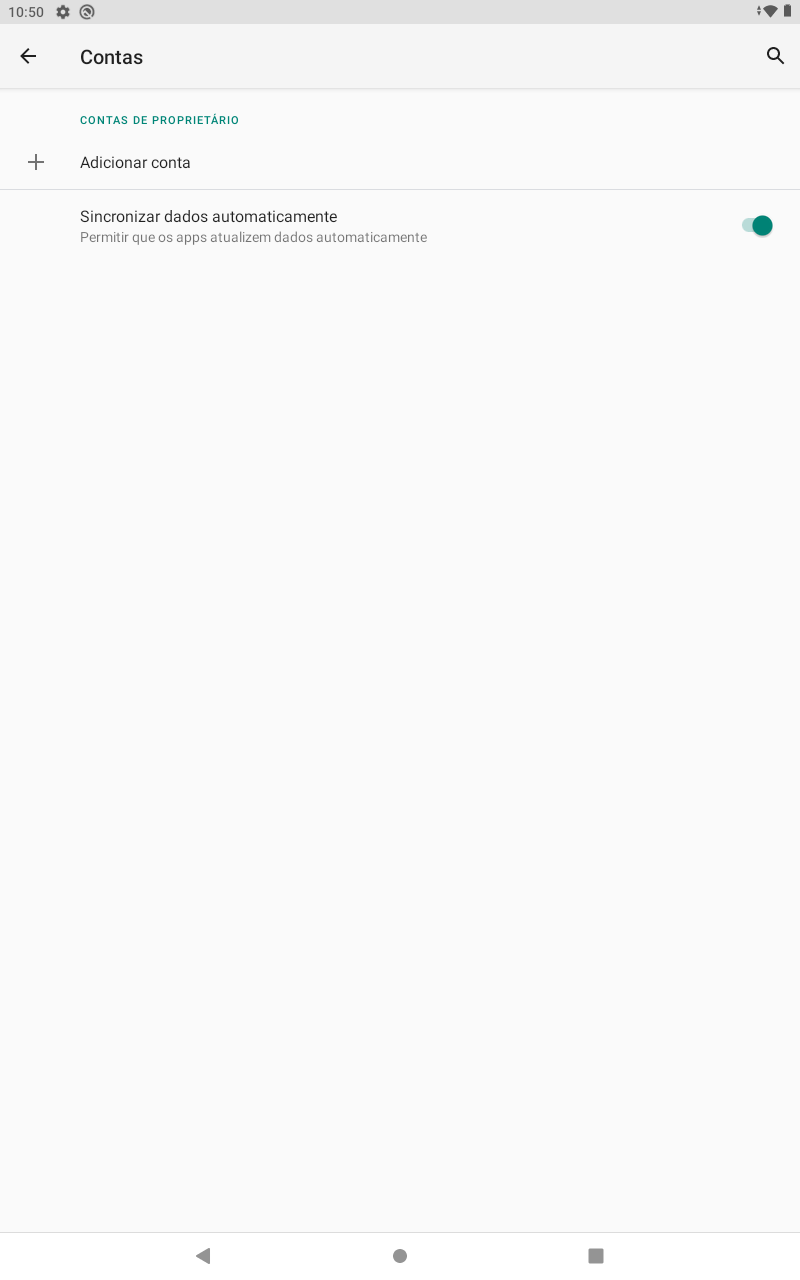 10:50
Contas
CONTAS DE PROPRIETÁRIO
Adicionar conta
Sincronizar dados automaticamente
Permitir que os apps atualizem dados automaticamente